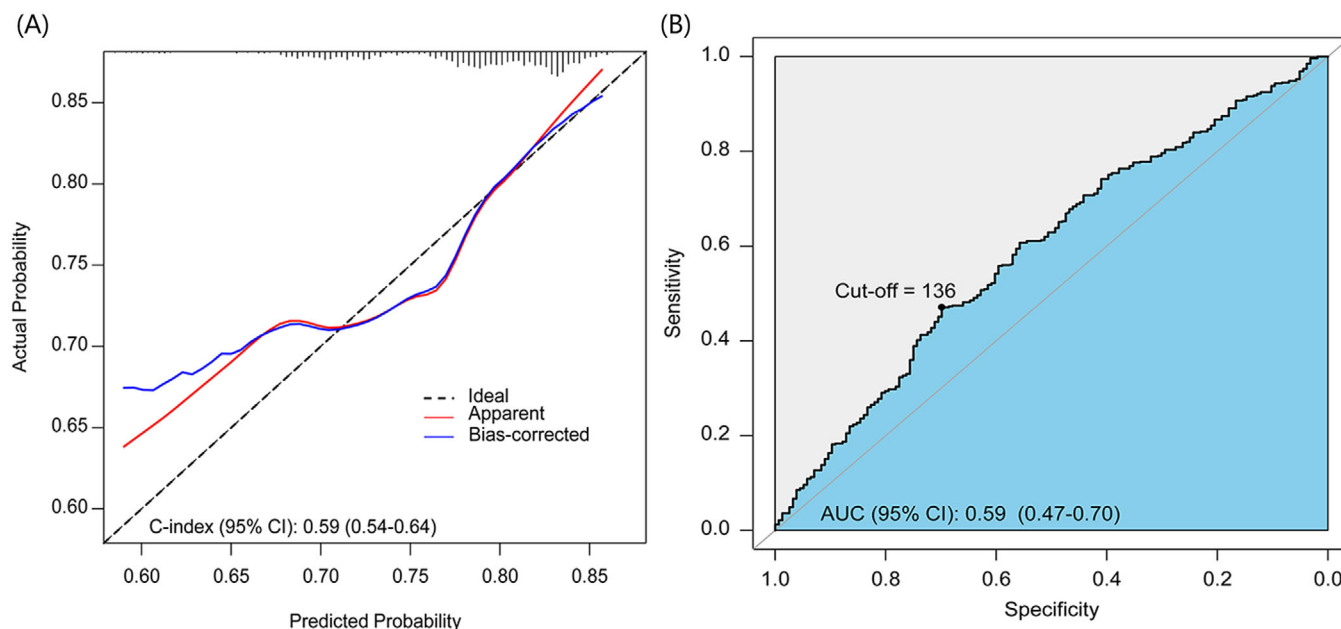 (A)
0.85
0.80
0.75
0.70
0.65
0.60
Actual Probability
Ideal
Apparent
Bias-corrected
C-index (95% CI): 0.59 (0.54-0.64)
0.60 0.65 0.70 0.75 0.80 0.85
Predicted Probability
(B)
1.0
0.8
0.6
0.4
0.2
0.0
Sensitivity
Cut-off = 136
AUC (95% CI): 0.59 (0.47-0.70)
1.0 0.8 0.6 0.4 0.2 0.0
Specificity